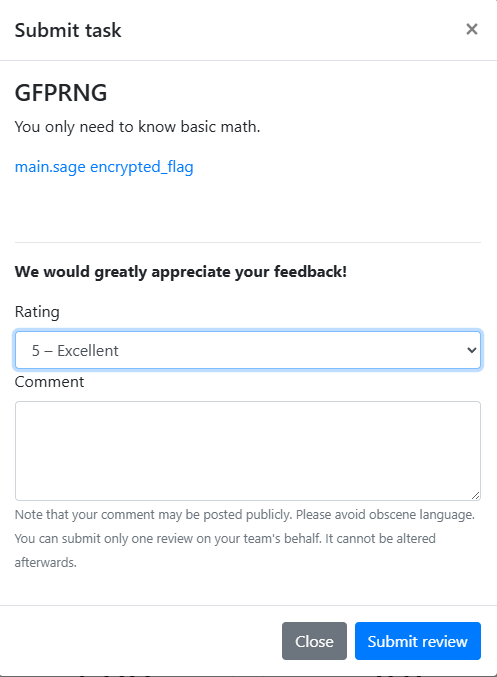 Submit task
×
GFPRNG
You only need to know basic math.
main.sage encrypted_flag
We would greatly appreciate your feedback!
Rating
5 – Excellent
Comment
Note that your comment may be posted publicly. Please avoid obscene language.
You can submit only one review on your team's behalf. It cannot be altered
afterwards.
Close
Submit review